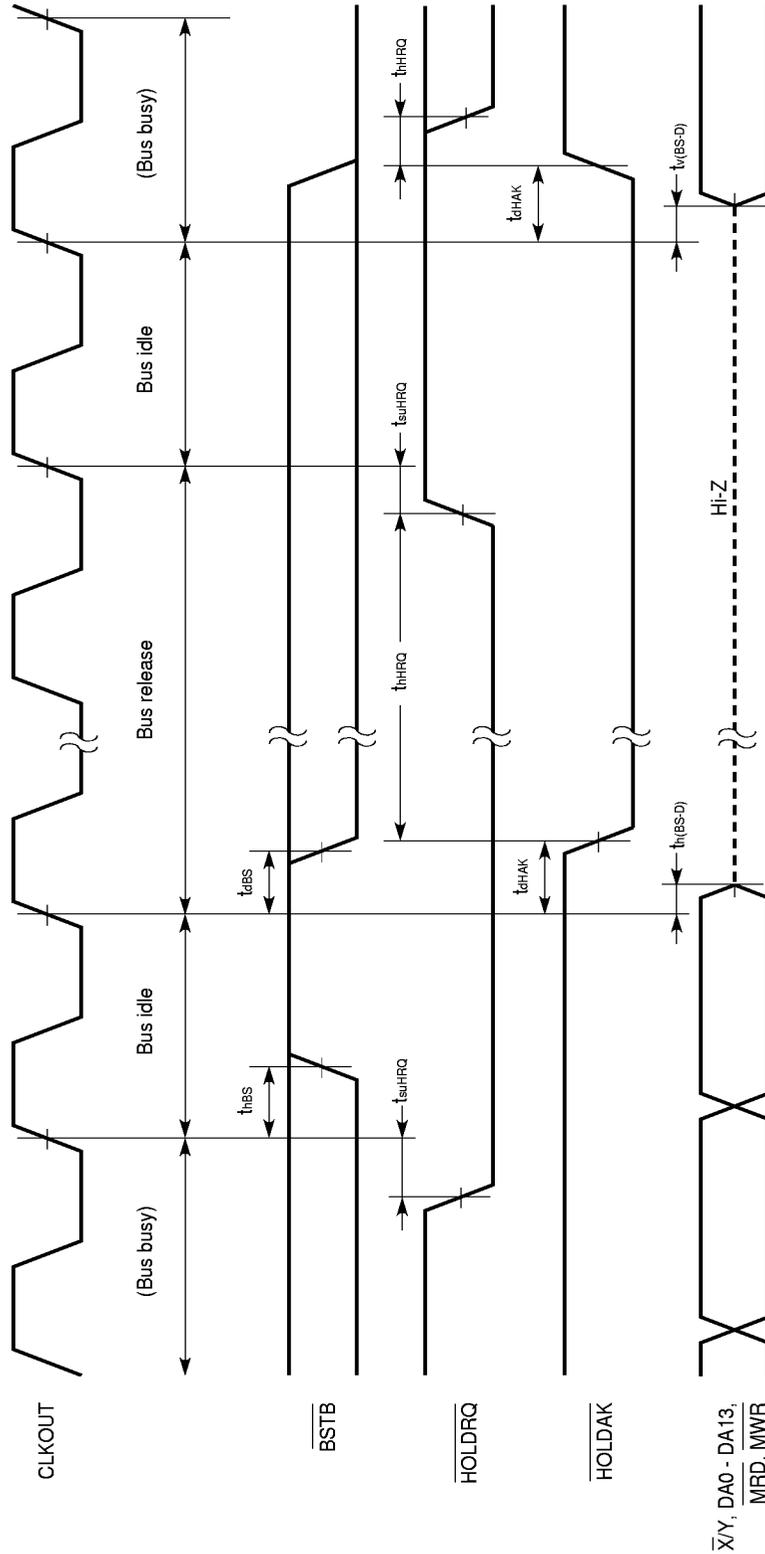 CLKOUT
(Bus busy)
Bus idle
Bus release
Bus idle
(Bus busy)
BSTB
thBS
tdBS
HOLDRQ
tsuHRQ
thHRQ
tsuHRQ
thHRQ
HOLDAK
tdHAK
tdHAK
X/Y, DA0 - DA13,
MRD, MWR
th(BS-D)
Hi-Z
tv(BS-D)